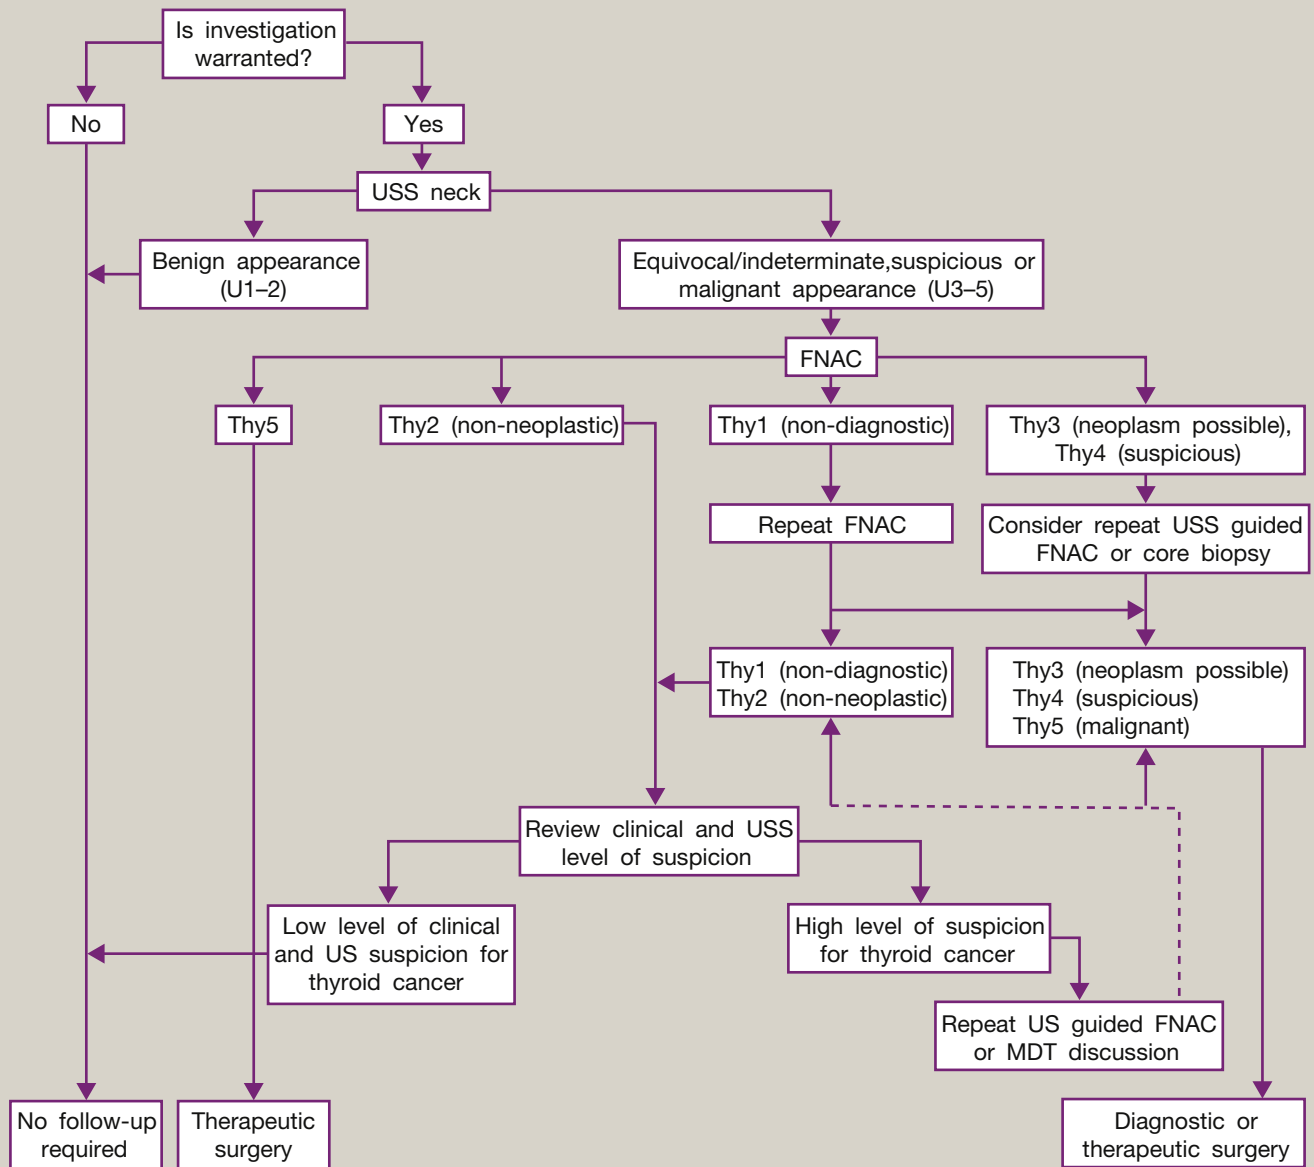 Is investigation
warranted?
No
Yes
USS neck
Benign appearance
(U1–2)
Equivocal/indeterminate,suspicious or
malignant appearance (U3–5)
FNAC
Thy5
Thy2 (non-neoplastic)
Thy1 (non-diagnostic)
Thy3 (neoplasm possible),
Thy4 (suspicious)
Repeat FNAC
Consider repeat USS guided
FNAC or core biopsy
Thy1 (non-diagnostic)
Thy2 (non-neoplastic)
Thy3 (neoplasm possible)
Thy4 (suspicious)
Thy5 (malignant)
Review clinical and USS
level of suspicion
Low level of clinical
and US suspicion for
thyroid cancer
High level of suspicion
for thyroid cancer
Repeat US guided FNAC
or MDT discussion
No follow-up
required
Therapeutic
surgery
Diagnostic or
therapeutic surgery